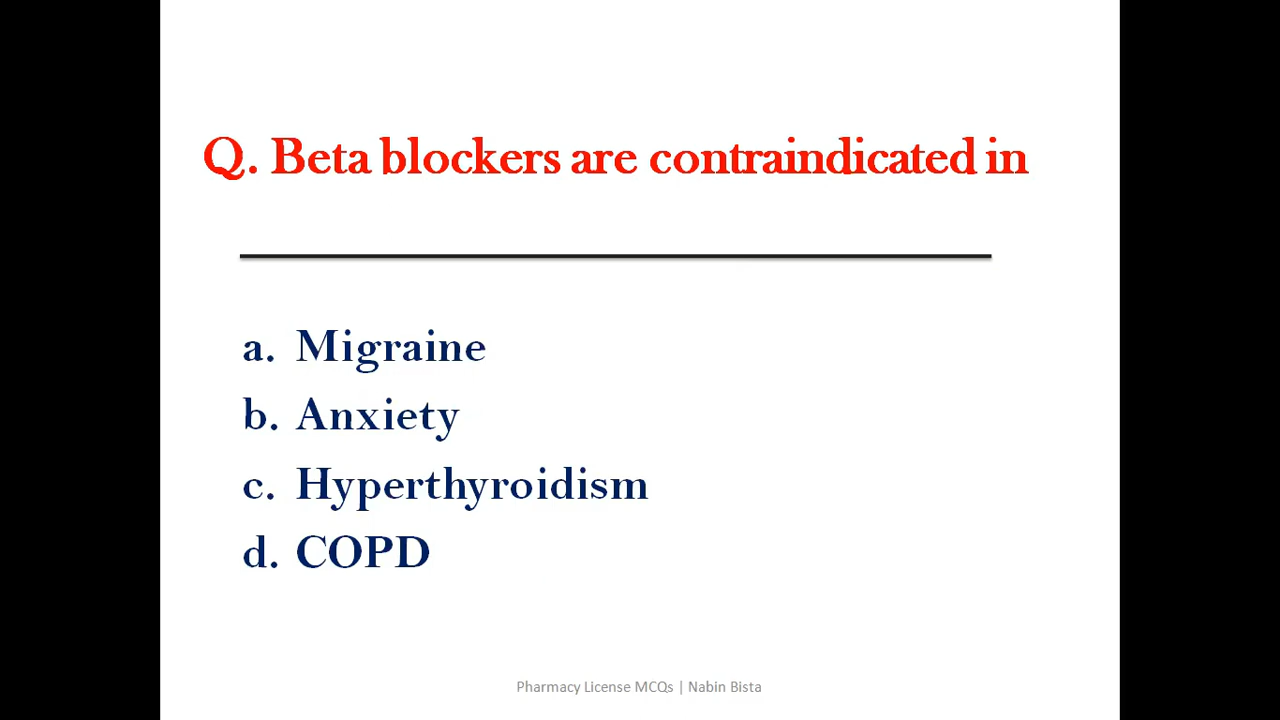 Q. Beta blockers are contraindicated in
a. Migraine
b. Anxiety
c. Hyperthyroidism
d. COPD
Pharmacy License MCQs | Nabin Bista